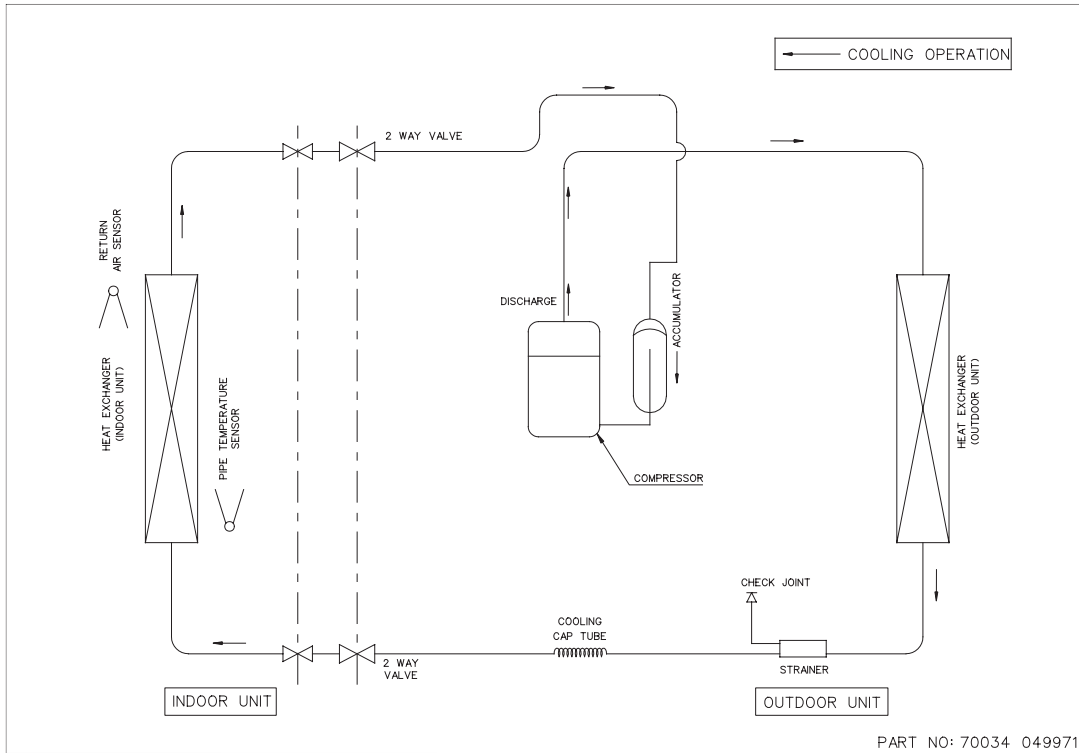 COOLING OPERATION
2 WAY VALVE
RETURN
AIR SENSOR
DISCHARGE
ACCUMULATOR
HEAT EXCHANGER
(INDOOR UNIT)
PIPE TEMPERATURE
SENSOR
HEAT EXCHANGER
(OUTDOOR UNIT)
COMPRESSOR
CHECK JOINT
COOLING
CAP TUBE
2 WAY
VALVE
STRAINER
INDOOR UNIT
OUTDOOR UNIT
PART NO: 70034 049971